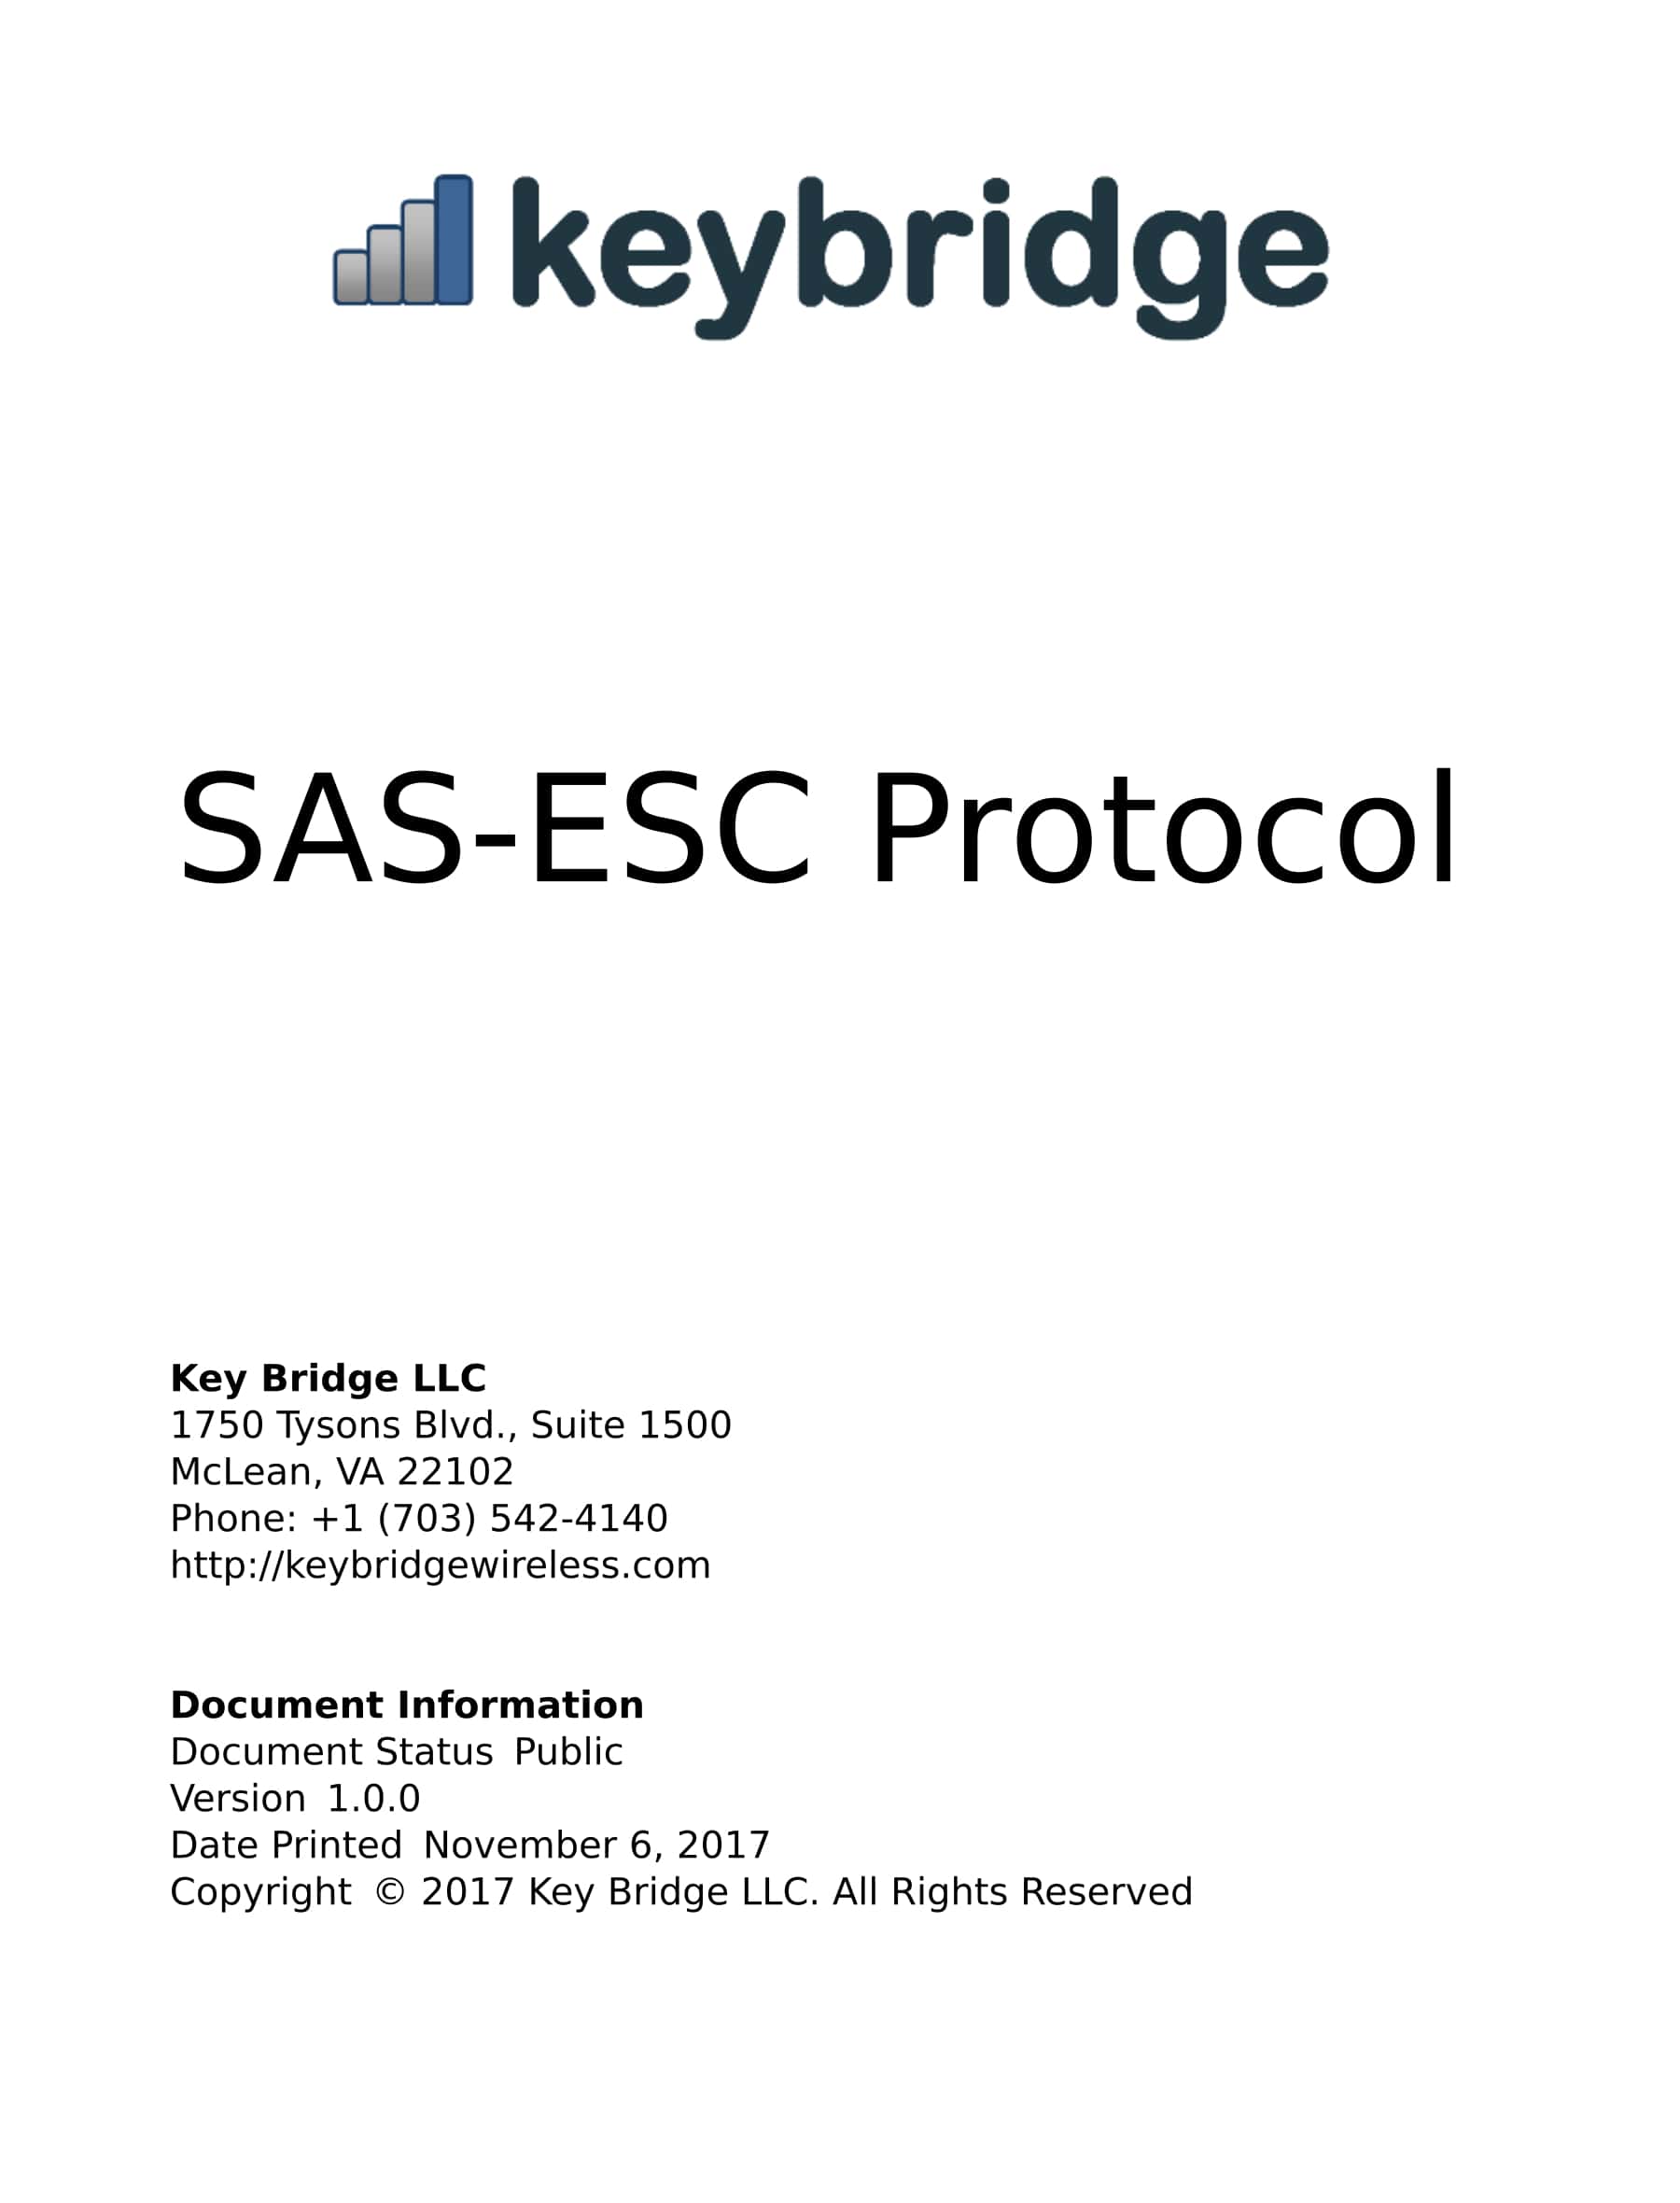 keybridge
SAS-ESC Protocol
Key Bridge LLC
1750 Tysons Blvd., Suite 1500
McLean, VA 22102
Phone: +1 (703) 542-4140
http://keybridgewireless.com
Document Information
Document Status Public
Version 1.0.0
Date Printed November 6, 2017
Copyright © 2017 Key Bridge LLC. All Rights Reserved